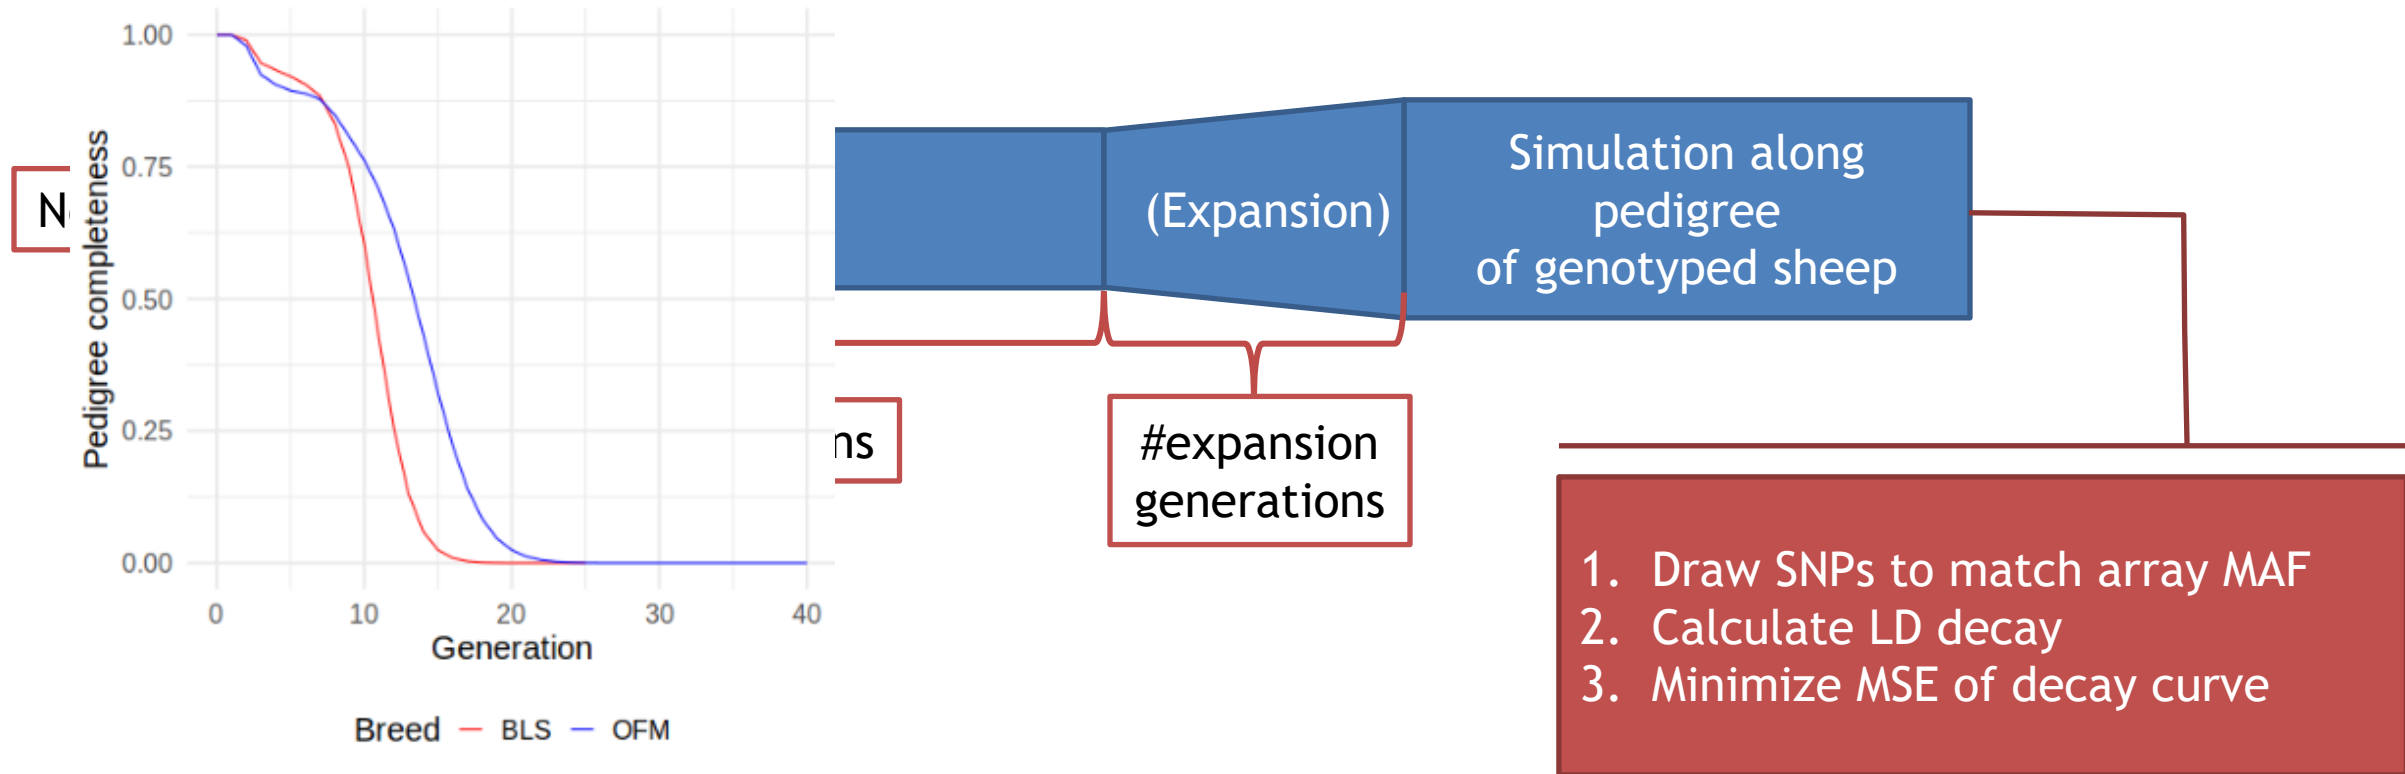 1.00
0.75
0.50
0.25
0.00
Pedigree completeness
0
10
20
30
40
Generation
Breed
BLS
OFM
(Expansion)
Simulation along
pedigree
of genotyped sheep
#expansion
generations
1. Draw SNPs to match array MAF
2. Calculate LD decay
3. Minimize MSE of decay curve